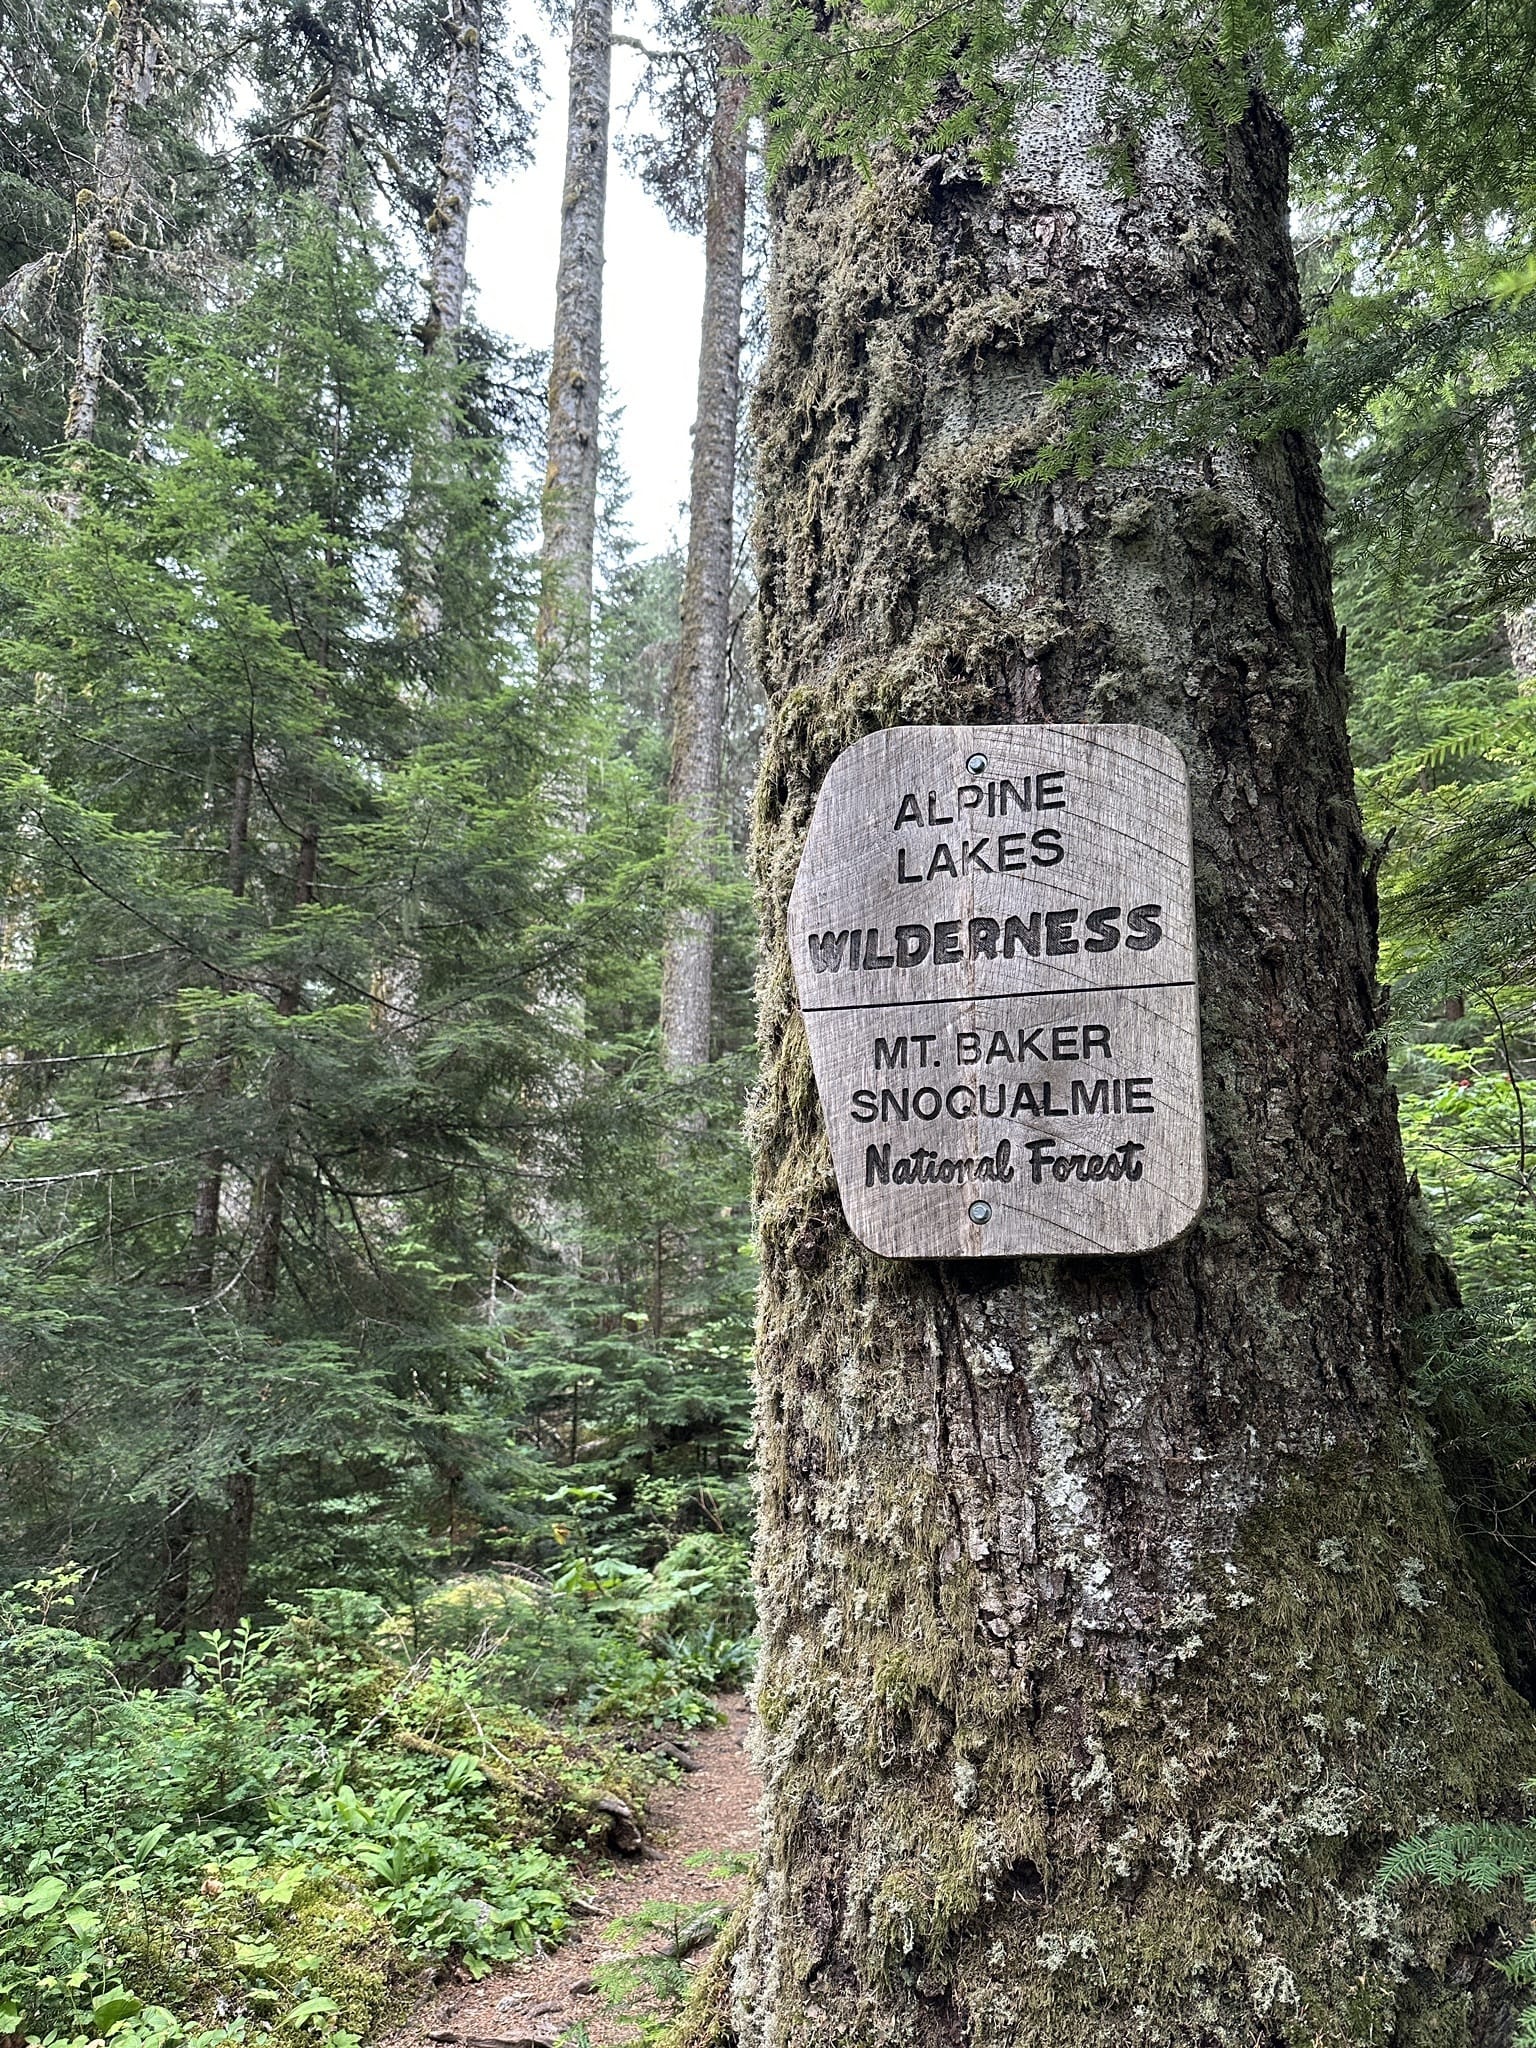 ALPINE
LAKES
WILDERNESS
MT. BAKER
SNOQUALMIE
National Forest